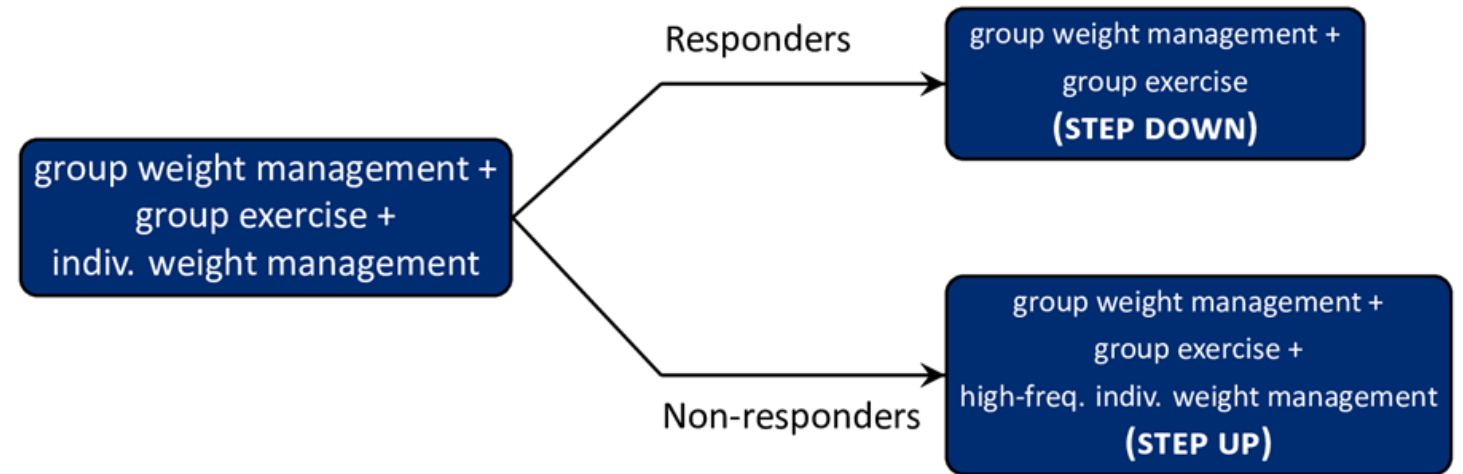 group weight management +
group exercise +
indiv. weight management
Responders
group weight management +
group exercise
(STEP DOWN)
Non-responders
group weight management +
group exercise +
high-freq. indiv. weight management
(STEP UP)